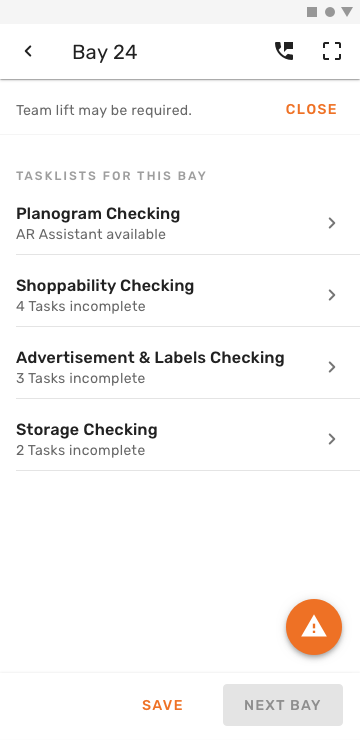 Bay 24
Team lift may be required.
CLOSE
TASKLISTS FOR THIS BAY
Planogram Checking
AR Assistant available
Shoppability Checking
4 Tasks incomplete
Advertisement & Labels Checking
3 Tasks incomplete
Storage Checking
2 Tasks incomplete
SAVE
NEXT BAY